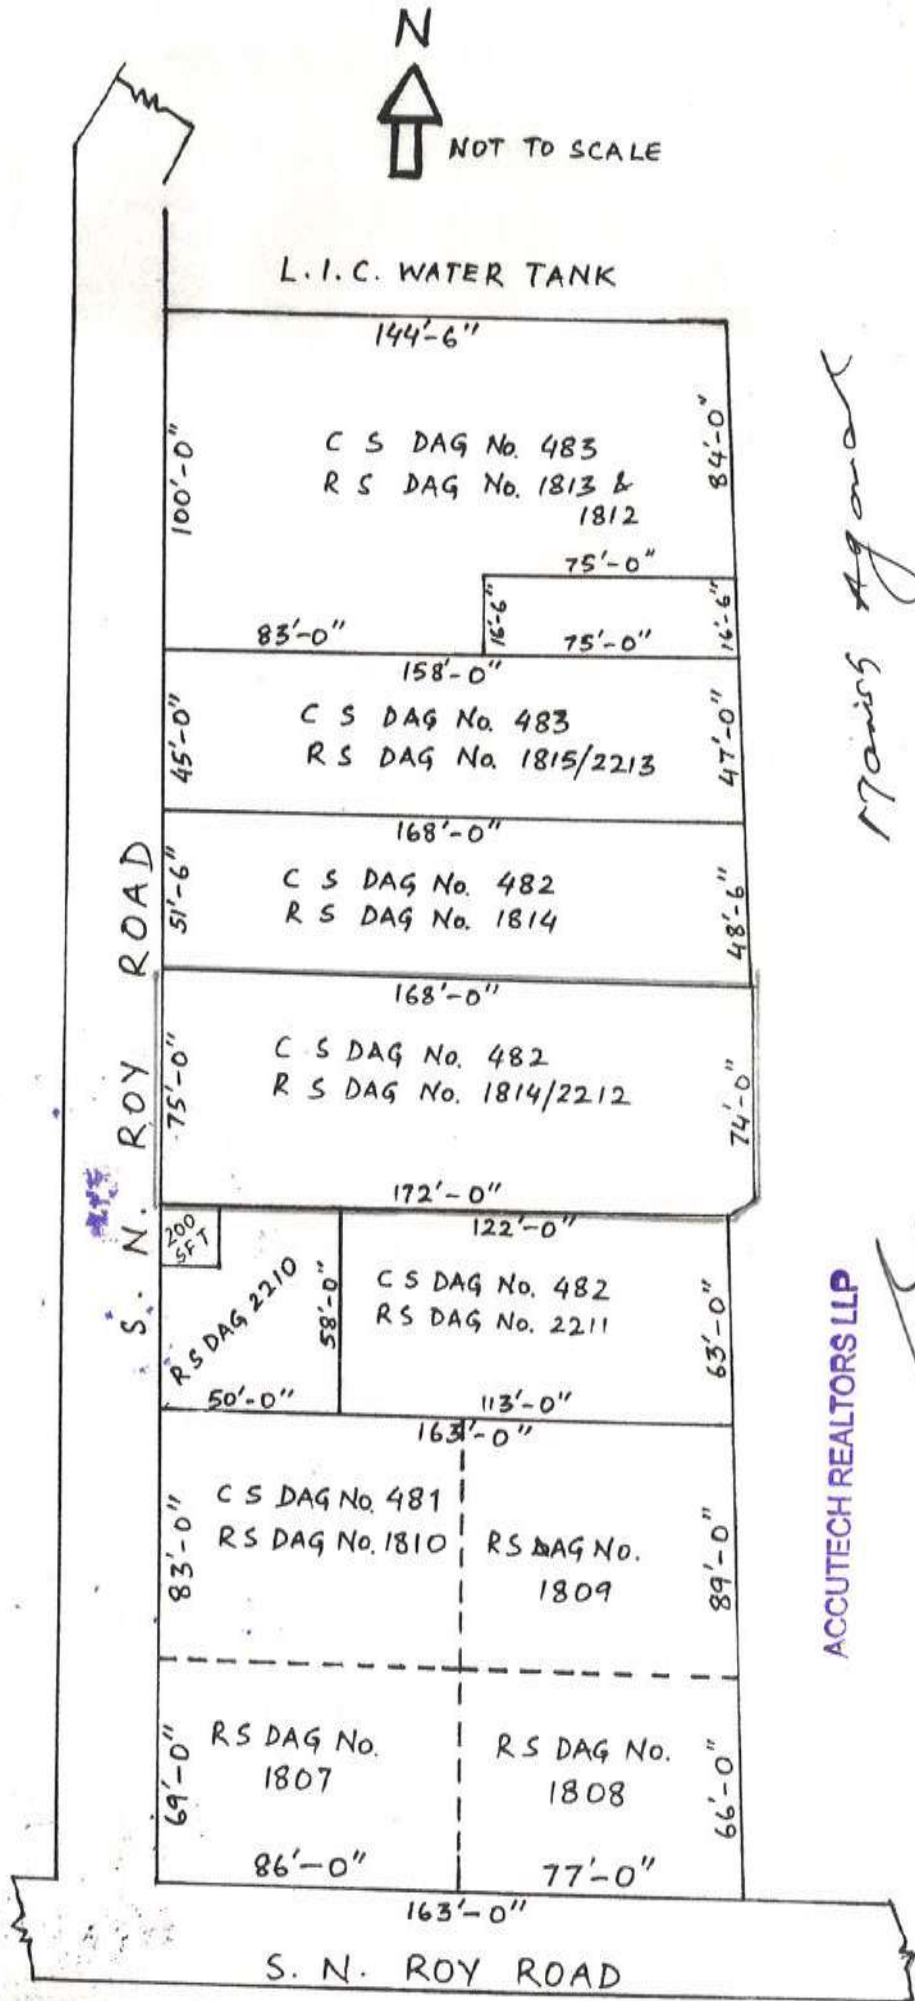 N
NOT TO SCALE
L.I.C. WATER TANK
144'-6"
100'-0"
84'-0"
C S DAG No. 483
R S DAG No. 1813 &
1812
75'-0"
16'-6"
16'-6"
83'-0"
75'-0"
158'-0"
45'-0"
47'-0"
C S DAG No. 483
R S DAG No. 1815/2213
168'-0"
51'-6"
48'-6"
C S DAG No. 482
R S DAG No. 1814
168'-0"
75'-0"
74'-0"
C S DAG No. 482
R S DAG No. 1814/2212
172'-0"
200
SFT
122'-0"
RS DAG 2210
58'-0"
C S DAG No. 482
RS DAG No. 2211
63'-0"
50'-0"
113'-0"
163'-0"
83'-0"
C S DAG No. 481
RS DAG No. 1810
RS DAG NO.
1809
89'-0"
69'-0"
RS DAG No.
1807
RS DAG NO.
1808
66'-0"
86'-0"
77'-0"
163'-0"
S. N. ROY ROAD
S. N. ROY ROAD
ACCUTECH REALTORS LLP